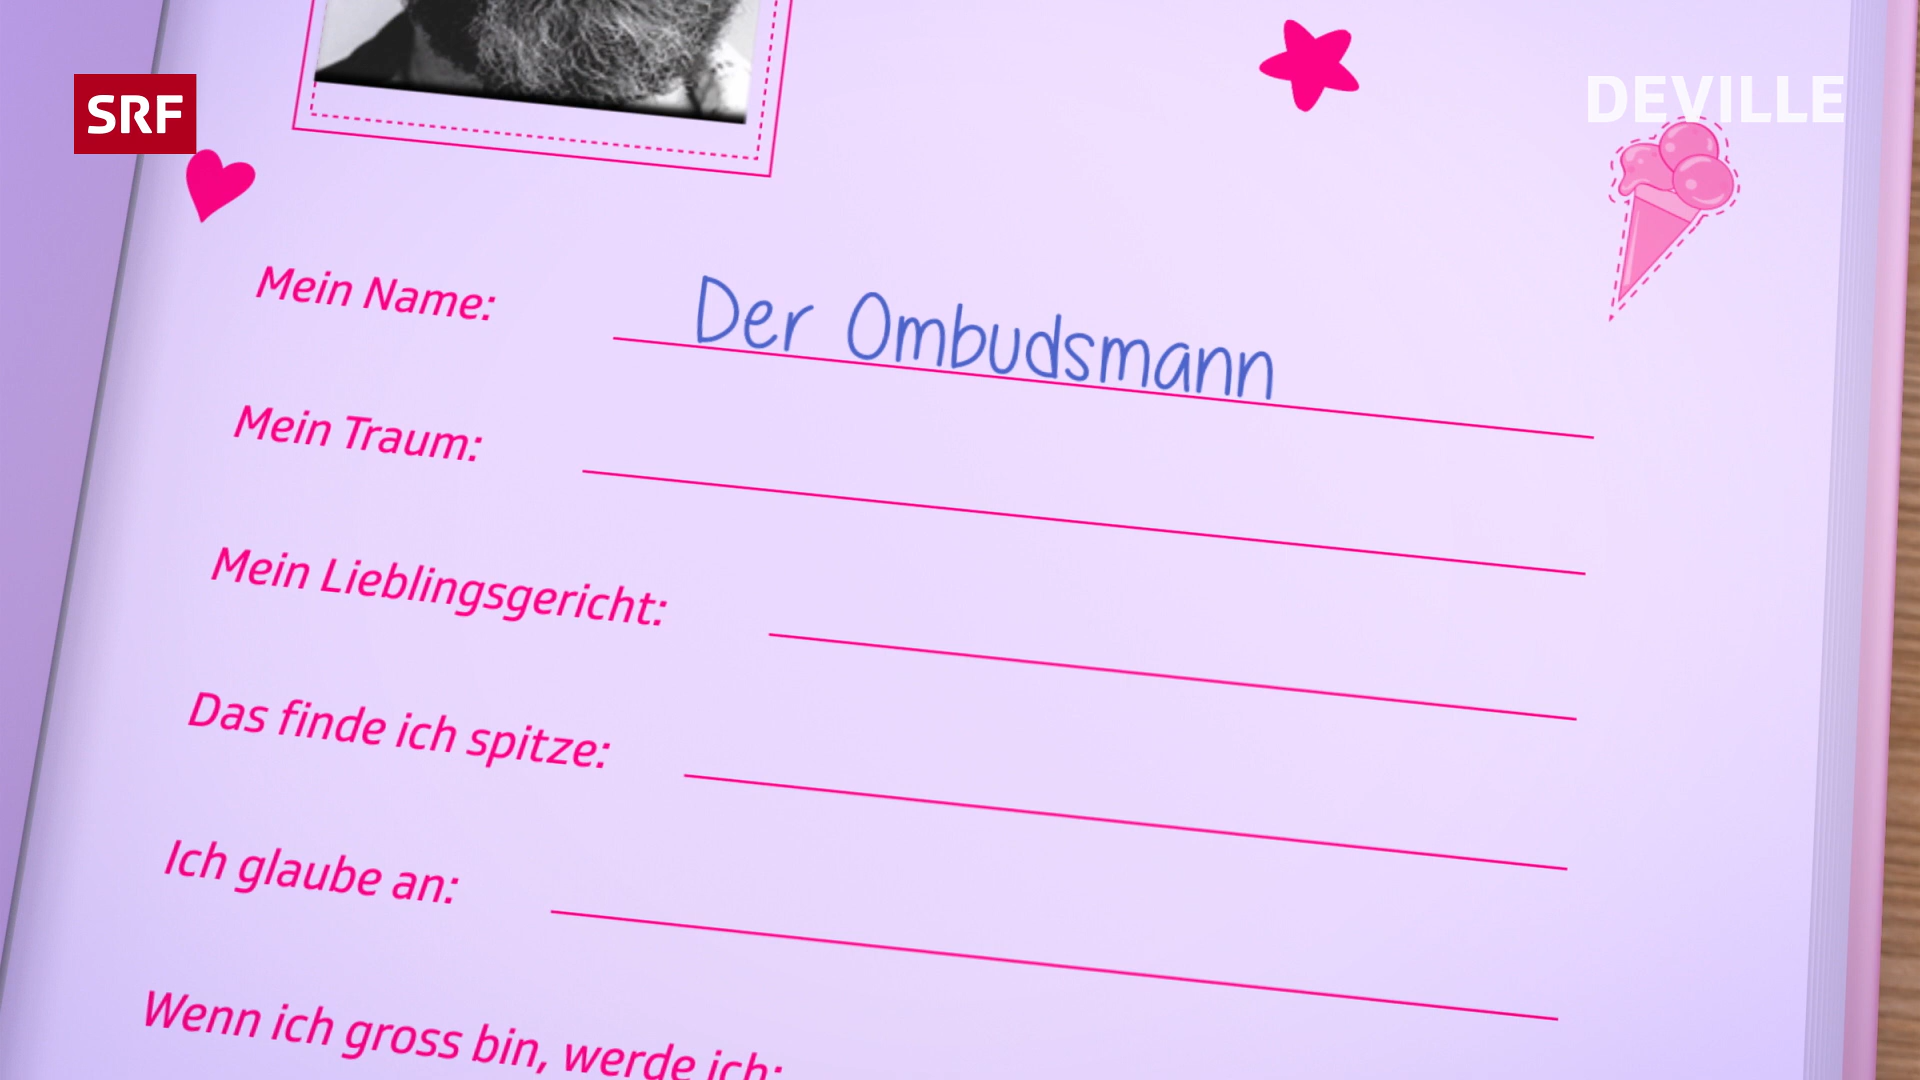 SRF
DEVILLE
Mein Name: Der Ombudsmann
Mein Traum:
Mein Lieblingsgericht:
Das finde ich spitze:
Ich glaube an:
Wenn ich gross bin, werde ich: